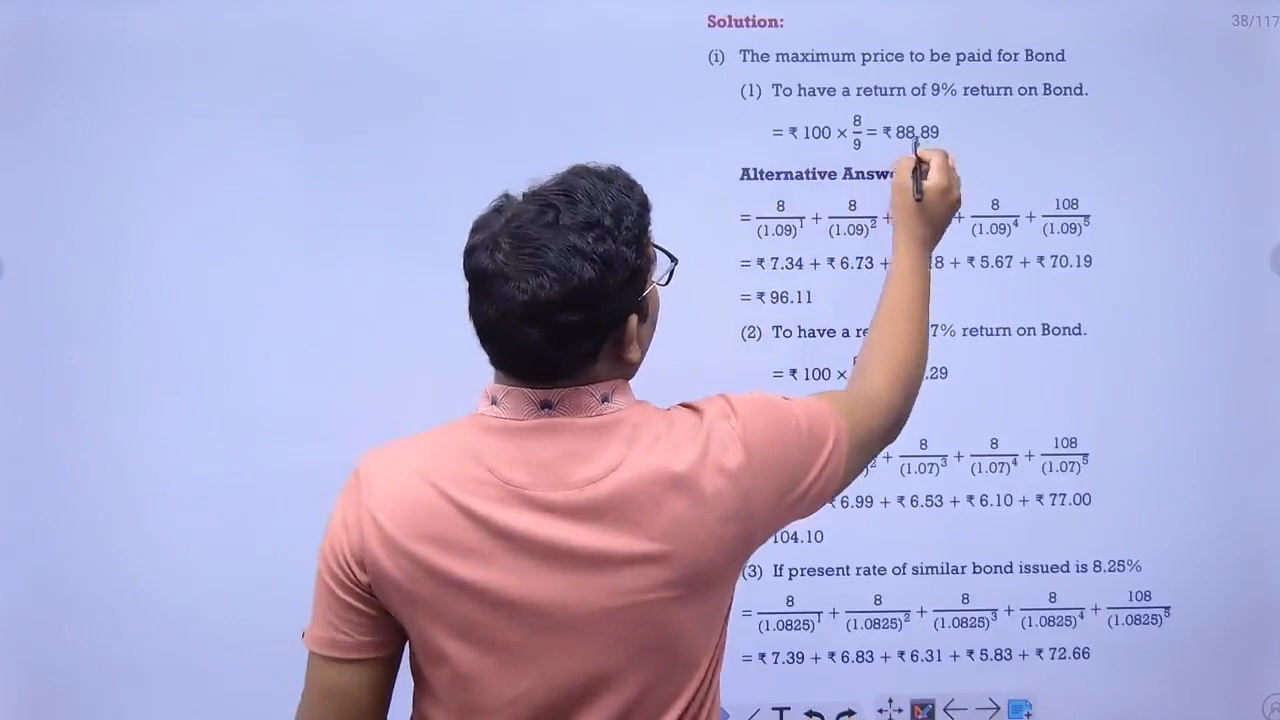 Solution:
38/117
(i) The maximum price to be paid for Bond
(1) To have a return of 9% return on Bond.
= ₹ 100 × 8/9 = ₹ 88.89
Alternative
= 8/(1.09)^1 + 8/(1.09)^2 + + 8/(1.09)^4 + 108/(1.09)^5
= ₹ 7.34 + ₹ 6.73 + 8 + ₹ 5.67 + ₹ 70.19
= ₹ 96.11
(2) To have a 7% return on Bond.
= ₹ 100 × .29
+ 8/(1.07)^3 + 8/(1.07)^4 + 108/(1.07)^5
₹ 6.99 + ₹ 6.53 + ₹ 6.10 + ₹ 77.00
104.10
(3) If present rate of similar bond issued is 8.25%
= 8/(1.0825)^1 + 8/(1.0825)^2 + 8/(1.0825)^3 + 8/(1.0825)^4 + 108/(1.0825)^5
= ₹ 7.39 + ₹ 6.83 + ₹ 6.31 + ₹ 5.83 + ₹ 72.66